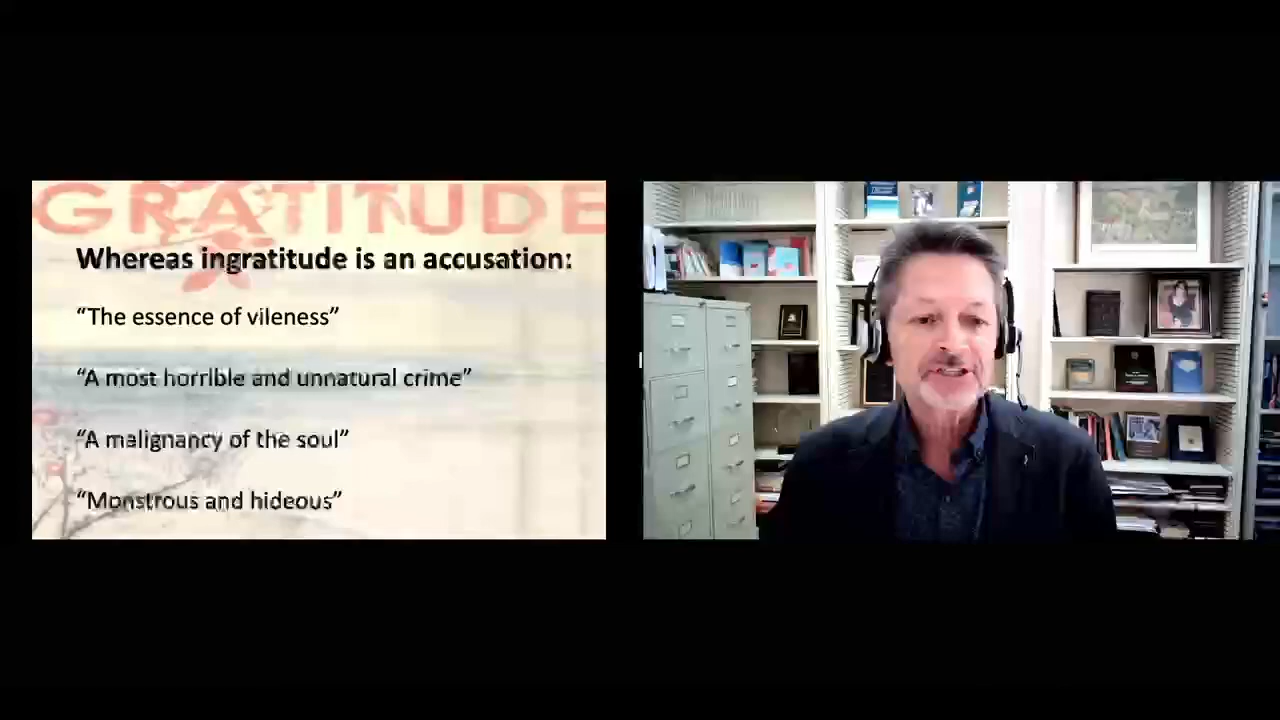 GRATITUDE
Whereas ingratitude is an accusation:
“The essence of vileness”
“A most horrible and unnatural crime”
“A malignancy of the soul”
“Monstrous and hideous”